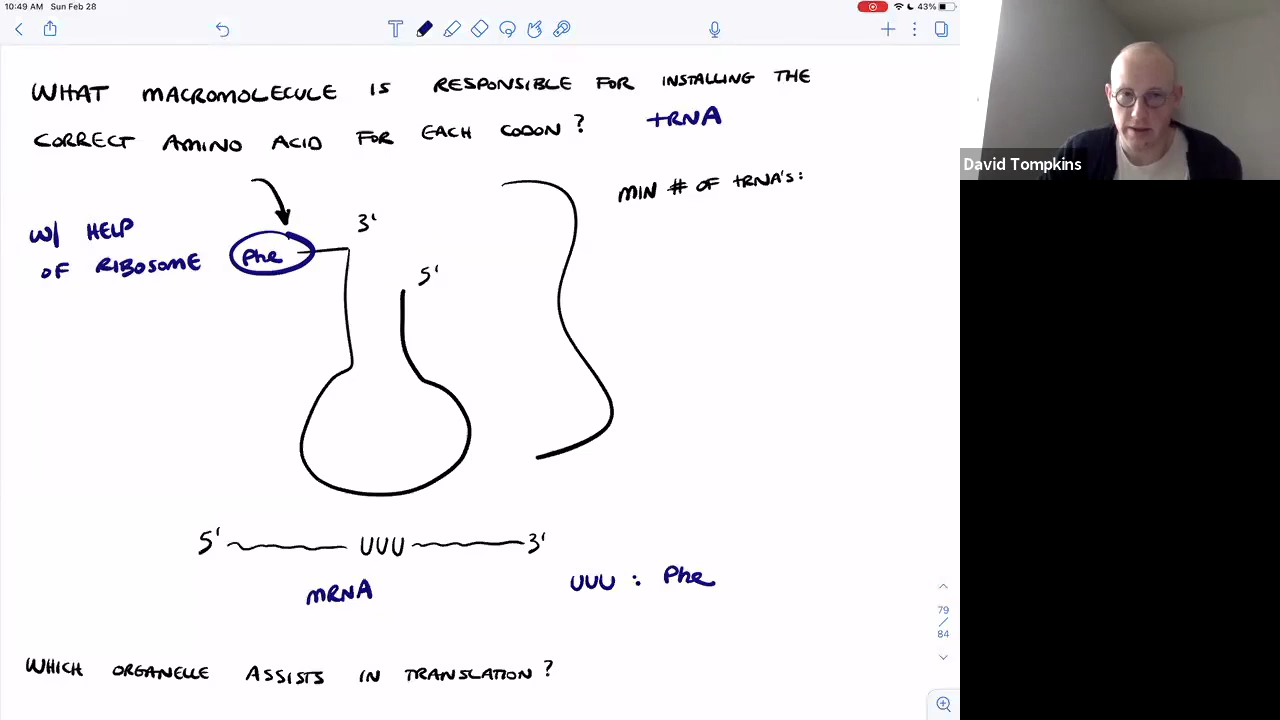 10:49 AM Sun Feb 28
43%
WHAT MACROMOLECULE IS RESPONSIBLE FOR INSTALLING THE
CORRECT AMINO ACID FOR EACH CODON? tRNA
David Tompkins
MIN # OF tRNA'S:
W/ HELP
OF RIBOSOME
Phe
3'
5'
5' UUU 3'
mRNA
UUU : Phe
79
/
84
WHICH ORGANELLE ASSISTS IN TRANSLATION?